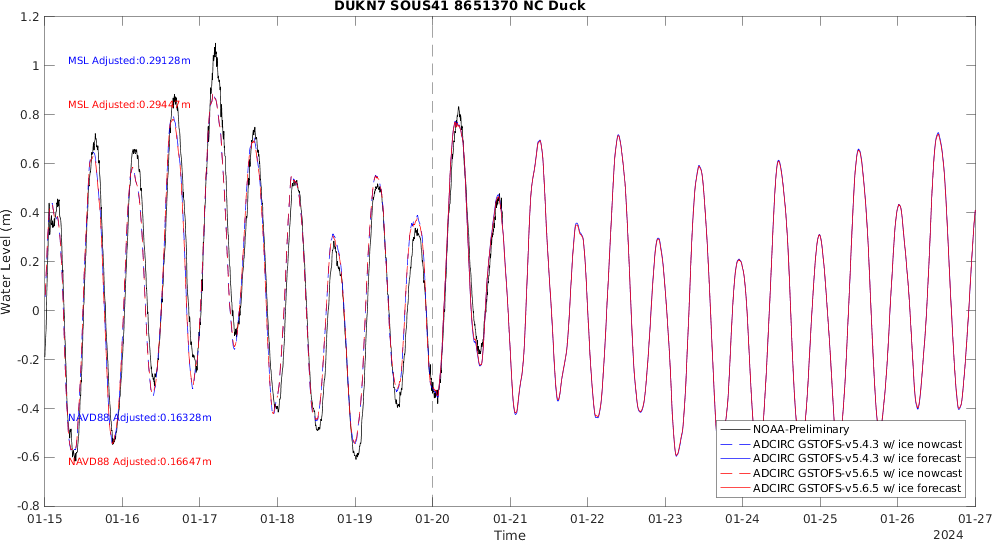 DUKN7 SOUS41 8651370 NC Duck
1.2
1
0.8
0.6
0.4
0.2
0
-0.2
-0.4
-0.6
-0.8
Water Level (m)
MSL Adjusted:0.29128m
MSL Adjusted:0.29447m
NAVD88 Adjusted:0.16328m
NAVD88 Adjusted:0.16647m
NOAA-Preliminary
ADCIRC GSTOFS-v5.4.3 w/ ice nowcast
ADCIRC GSTOFS-v5.4.3 w/ ice forecast
ADCIRC GSTOFS-v5.6.5 w/ ice nowcast
ADCIRC GSTOFS-v5.6.5 w/ ice forecast
01-15 01-16 01-17 01-18 01-19 01-20 01-21 01-22 01-23 01-24 01-25 01-26 01-27
Time
2024